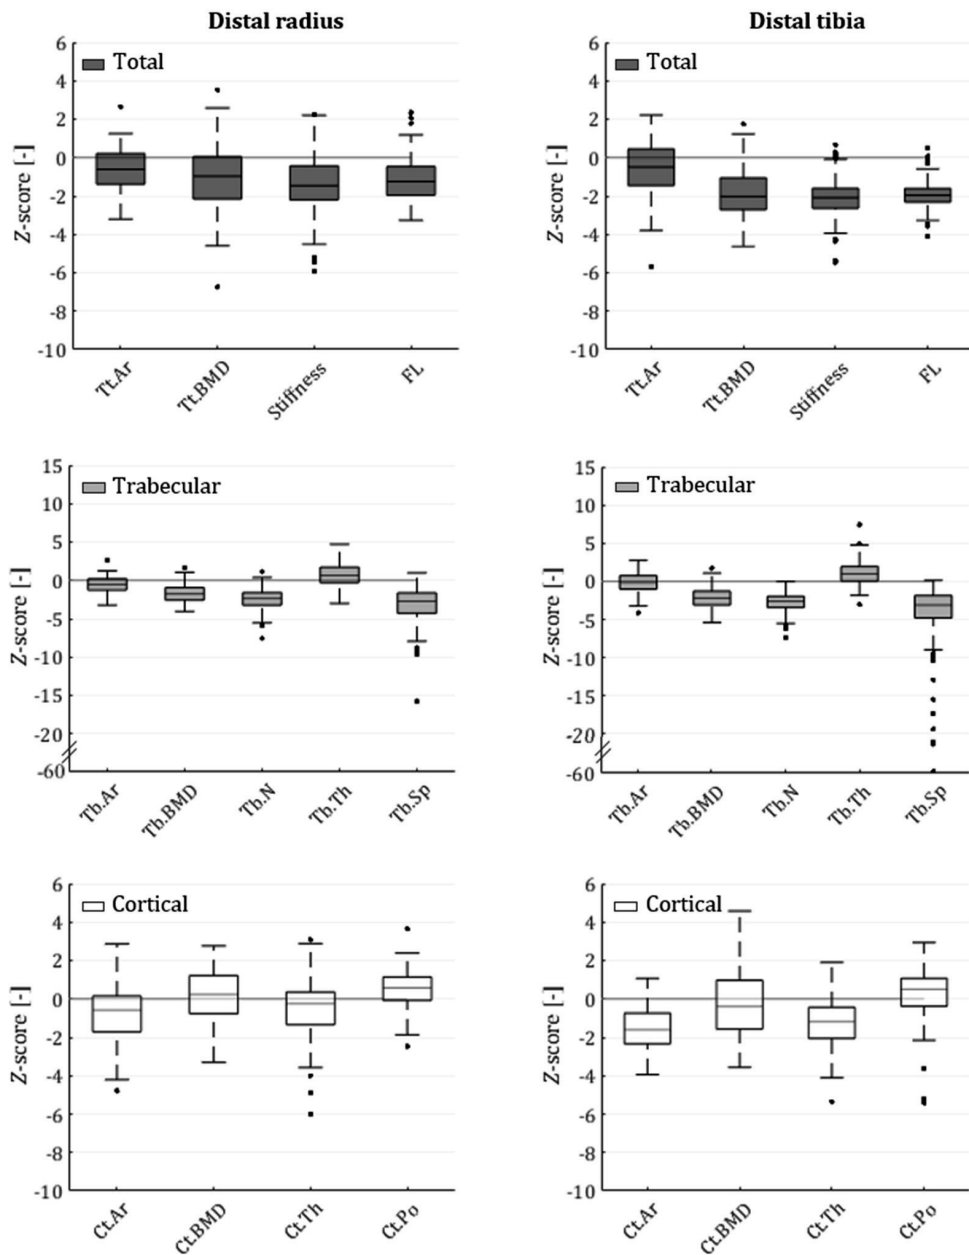 Distal radius
Distal tibia
6
4
2
0
-2
-4
-6
-8
-10
Z-score [-]
Total
Tt.Ar
Tt.BMD
Stiffness
FL
6
4
2
0
-2
-4
-6
-8
-10
Z-score [-]
Total
Tt.Ar
Tt.BMD
Stiffness
FL
15
10
5
0
-5
-10
-15
-20
-60
Z-score [-]
Trabecular
Tb.Ar
Tb.BMD
Tb.N
Tb.Th
Tb.Sp
15
10
5
0
-5
-10
-15
-20
-60
Z-score [-]
Trabecular
Tb.Ar
Tb.BMD
Tb.N
Tb.Th
Tb.Sp
6
4
2
0
-2
-4
-6
-8
-10
Z-score [-]
Cortical
Ct.Ar
Ct.BMD
Ct.Th
Ct.Po
6
4
2
0
-2
-4
-6
-8
-10
Z-score [-]
Cortical
Ct.Ar
Ct.BMD
Ct.Th
Ct.Po